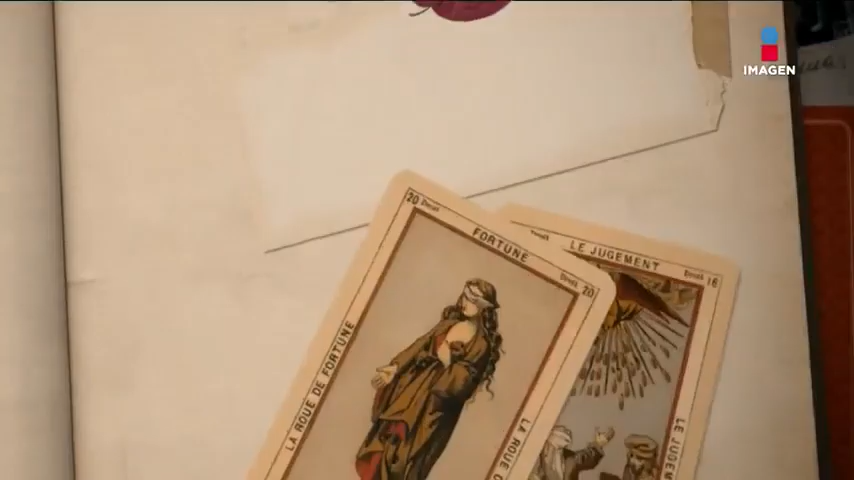 IMAGEN
20
FORTUNE
20
LA ROUE DE FORTUNE
LA ROUE
LE JUGEMENT
16
LE JUGEM